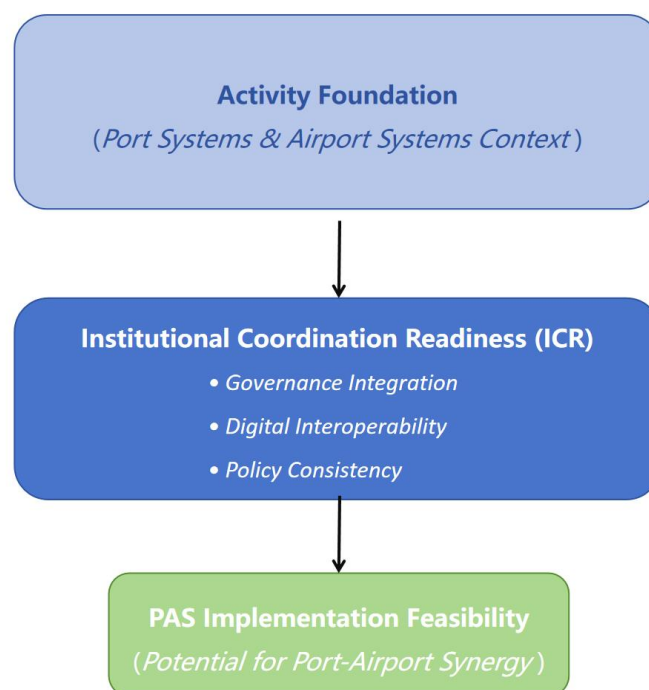 Activity Foundation
(Port Systems & Airport Systems Context)
Institutional Coordination Readiness (ICR)
• Governance Integration
• Digital Interoperability
• Policy Consistency
PAS Implementation Feasibility
(Potential for Port-Airport Synergy)